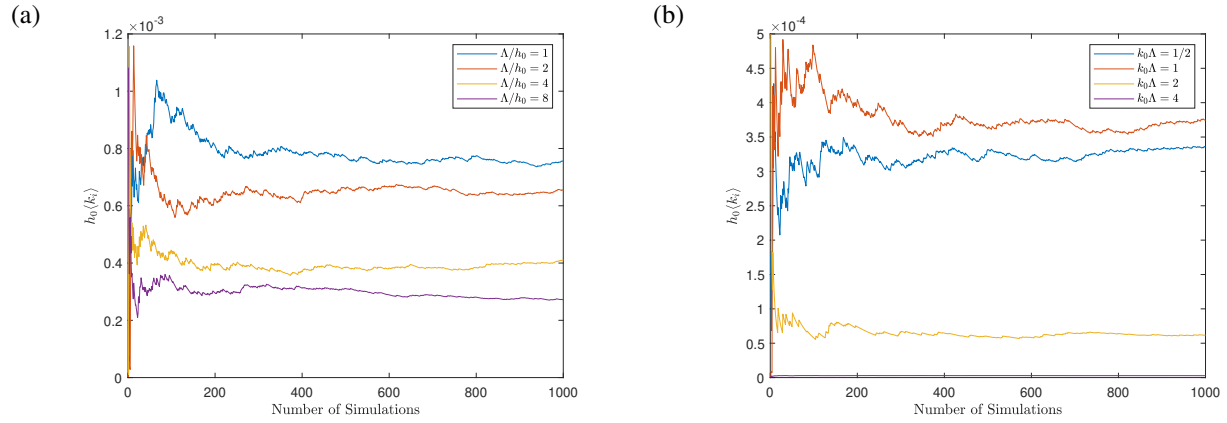 (a)
×10⁻³
1.2
1
0.8
0.6
0.4
0.2
0
h₀⟨kᵢ⟩
0 200 400 600 800 1000
Number of Simulations
Λ/h₀ = 1
Λ/h₀ = 2
Λ/h₀ = 4
Λ/h₀ = 8
(b)
×10⁻⁴
5
4.5
4
3.5
3
2.5
2
1.5
1
0.5
0
h₀⟨kᵢ⟩
0 200 400 600 800 1000
Number of Simulations
k₀Λ = 1/2
k₀Λ = 1
k₀Λ = 2
k₀Λ = 4